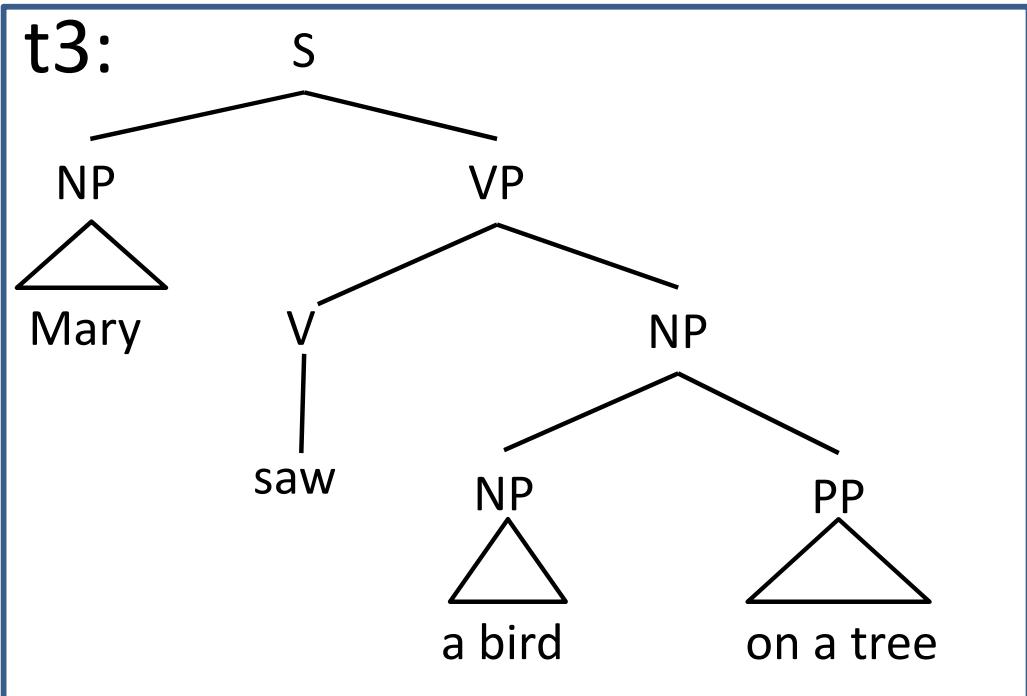 t3:
S
NP VP
Mary V NP
saw NP PP
a bird on a tree